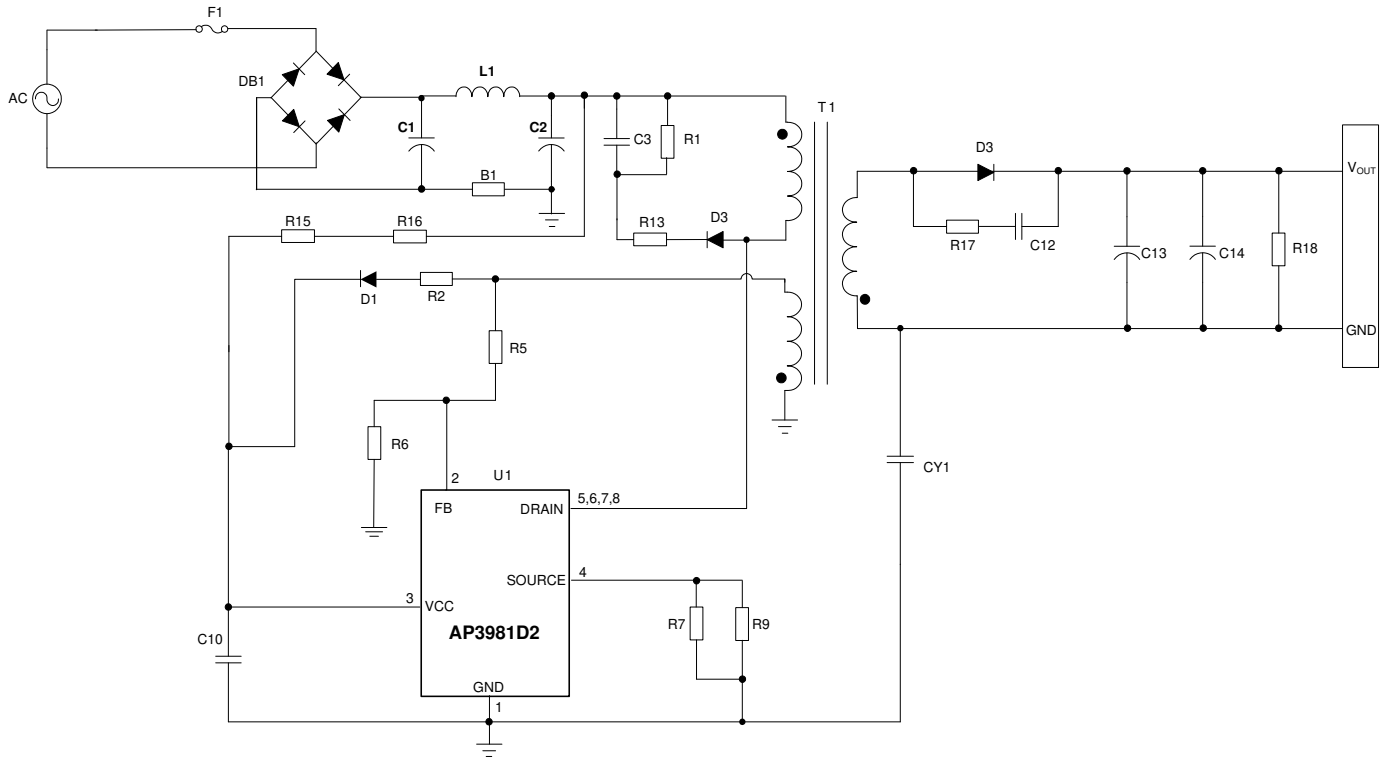 F1
AC
DB1
L1
C1
C2
B1
C3
R1
T1
R13
D3
R15
R16
D1
R2
R5
R6
D3
R17
C12
C13
C14
R18
VOUT
GND
CY1
U1
2
FB
DRAIN
5,6,7,8
SOURCE
4
3
VCC
AP3981D2
R7
R9
C10
GND
1